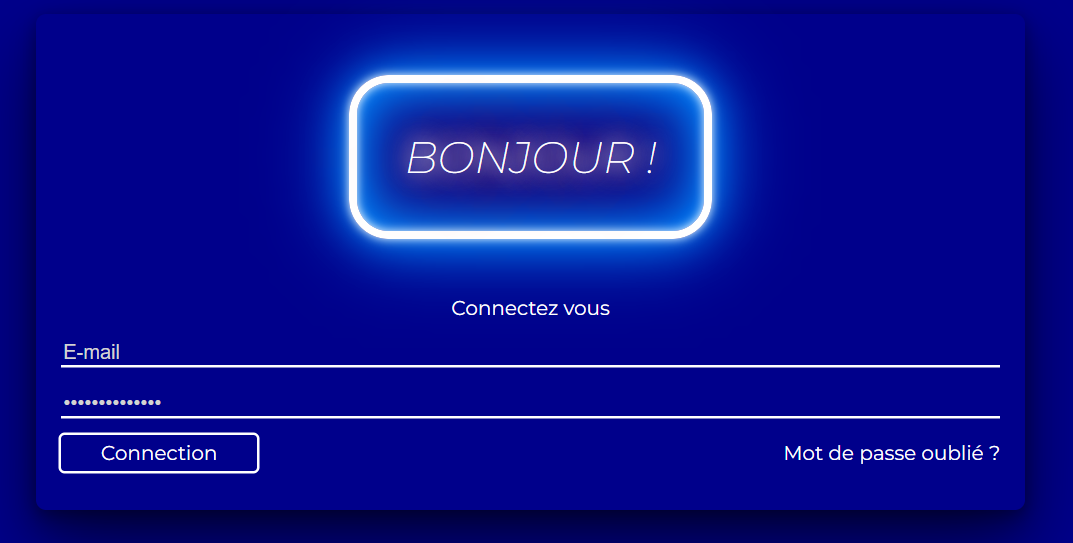 BONJOUR !
Connectez vous
E-mail
••••••••••••••
Connection
Mot de passe oublié ?